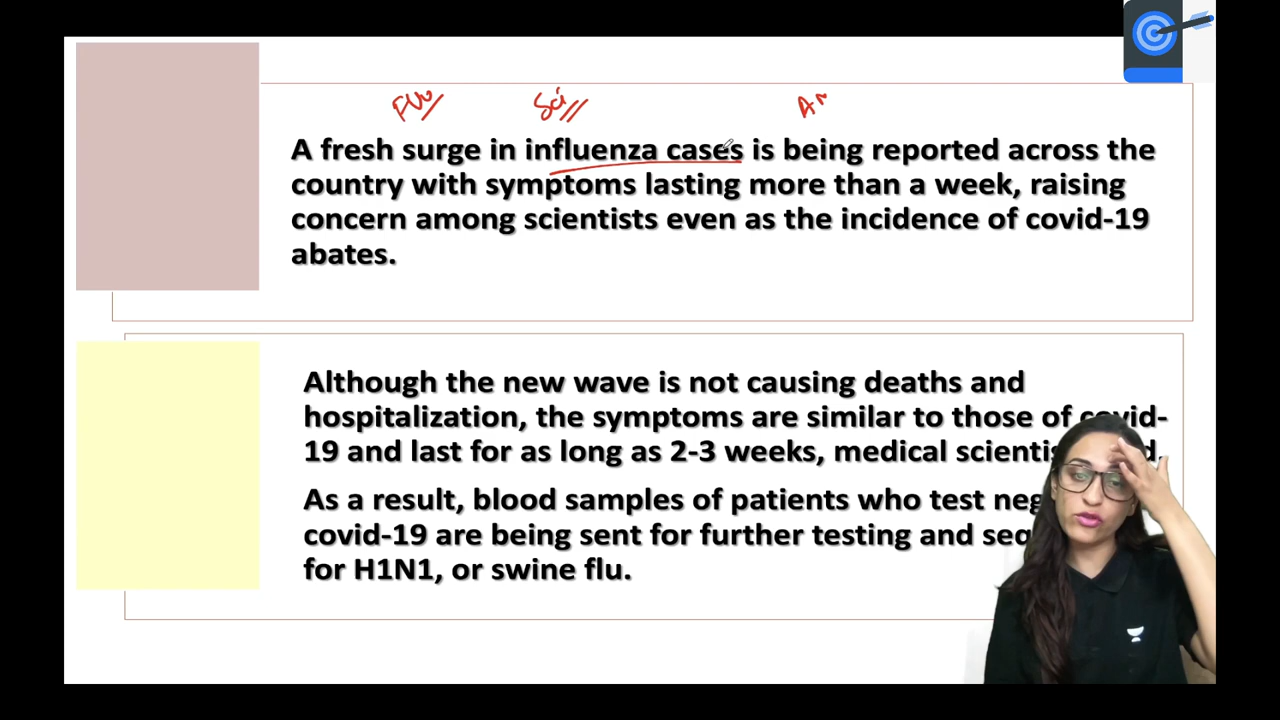 Flu Sci An
A fresh surge in influenza cases is being reported across the
country with symptoms lasting more than a week, raising
concern among scientists even as the incidence of covid-19
abates.
Although the new wave is not causing deaths and
hospitalization, the symptoms are similar to those of covid-
19 and last for as long as 2-3 weeks, medical
As a result, blood samples of patients who test
covid-19 are being sent for further testing and
for H1N1, or swine flu.